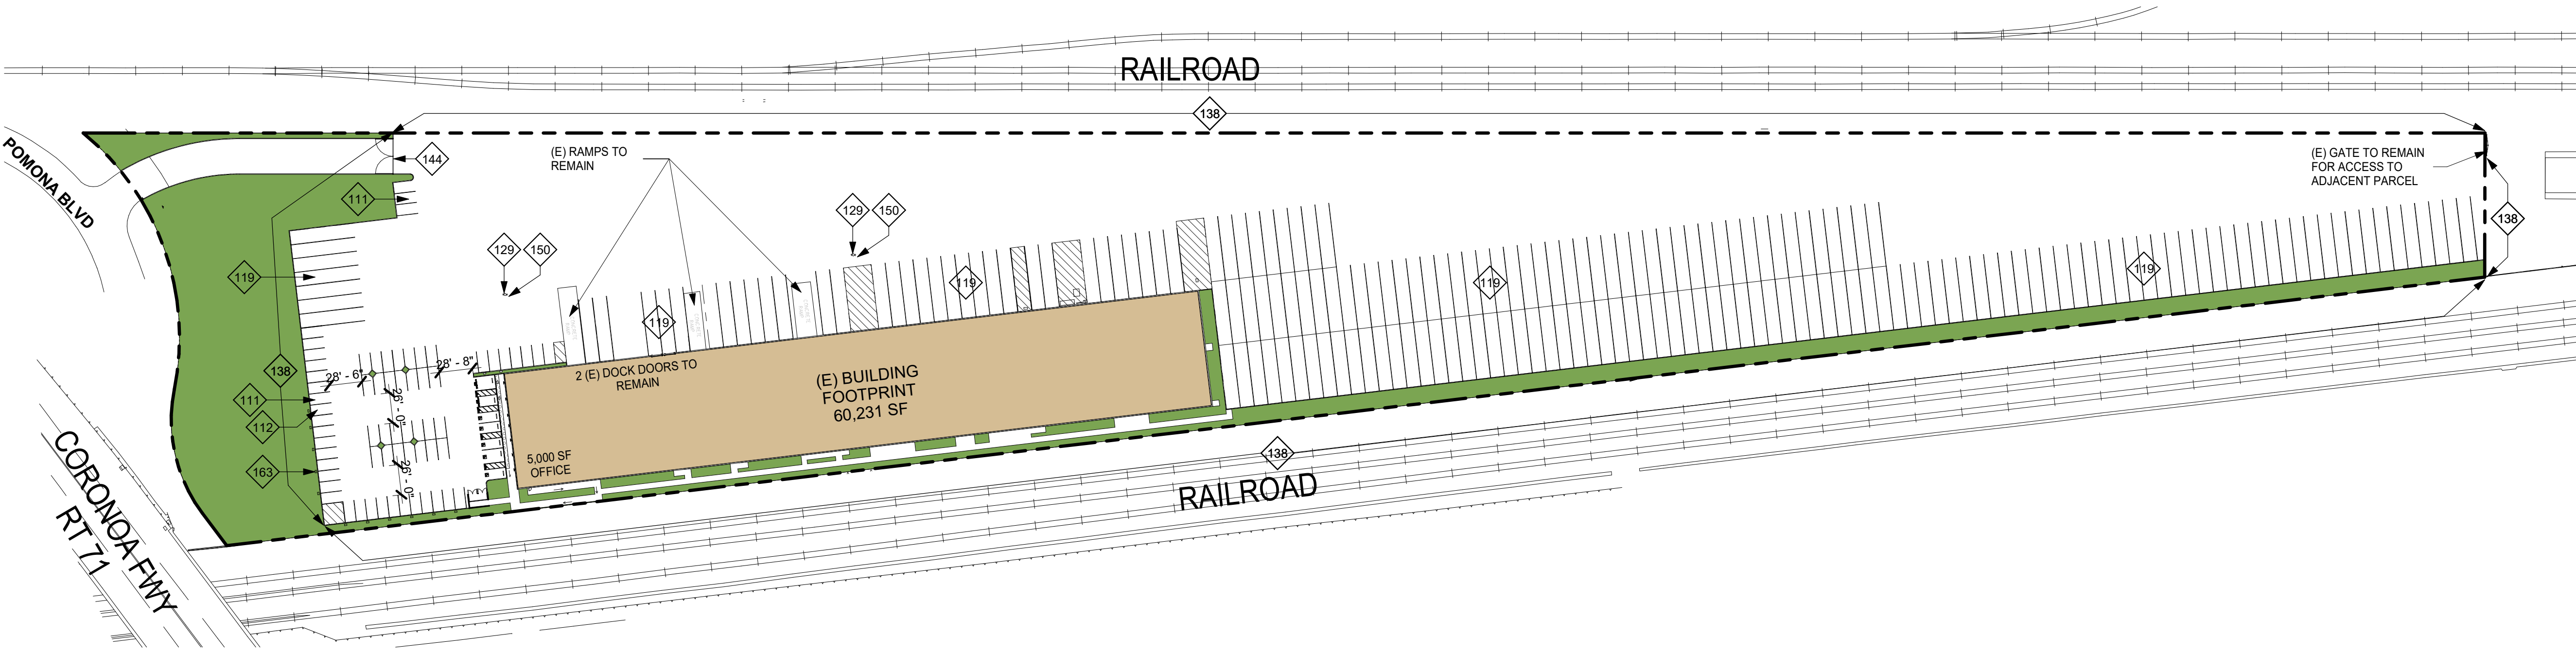 RAILROAD
138
POMONA BLVD
144
(E) RAMPS TO
REMAIN
(E) GATE TO REMAIN
FOR ACCESS TO
ADJACENT PARCEL
111
129
150
138
129
150
119
119
119
119
119
138
28' - 6"
28' - 8"
2 (E) DOCK DOORS TO
REMAIN
(E) BUILDING
FOOTPRINT
60,231 SF
111
26' - 0"
112
163
26' - 0"
5,000 SF
OFFICE
138
RAILROAD
CORONOA FWY
RT 71